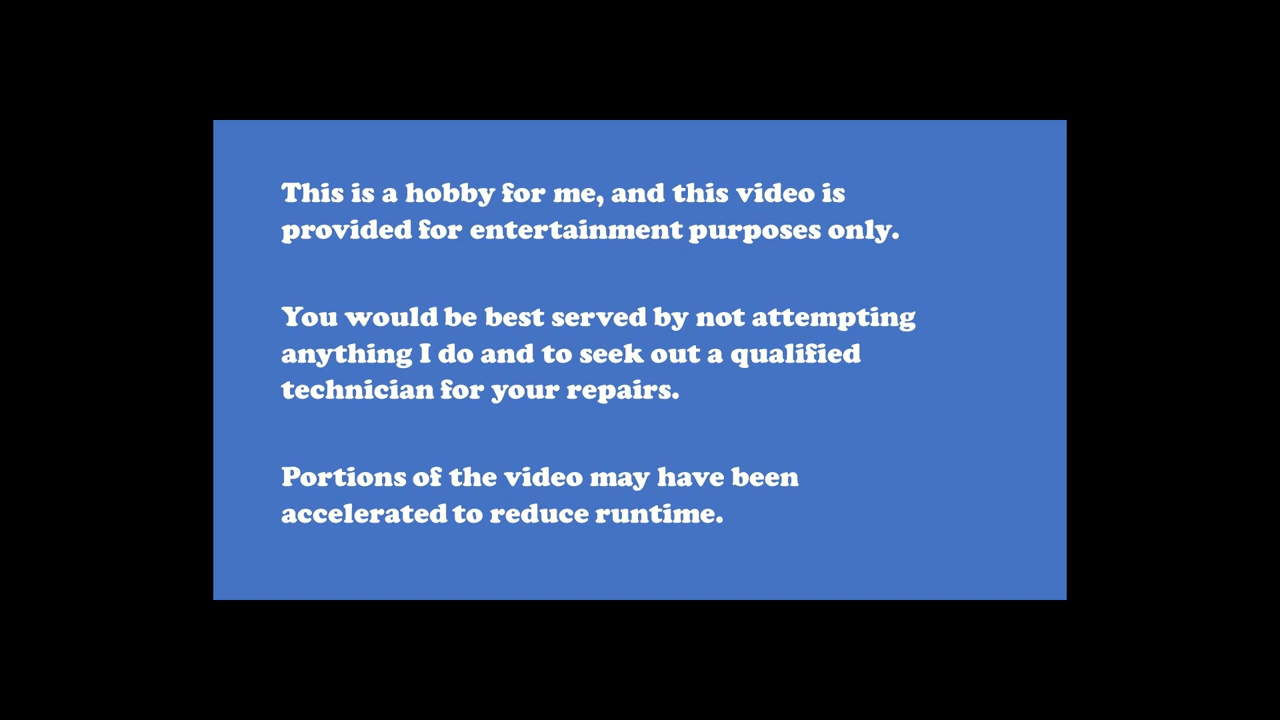 This is a hobby for me, and this video is
provided for entertainment purposes only.
You would be best served by not attempting
anything I do and to seek out a qualified
technician for your repairs.
Portions of the video may have been
accelerated to reduce runtime.